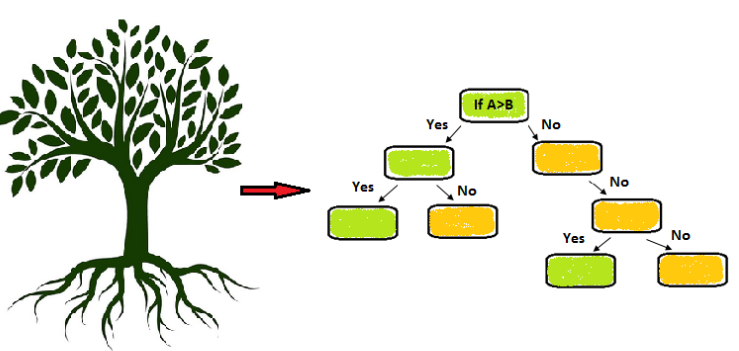 If A>B
Yes
No
Yes
No
No
Yes
No